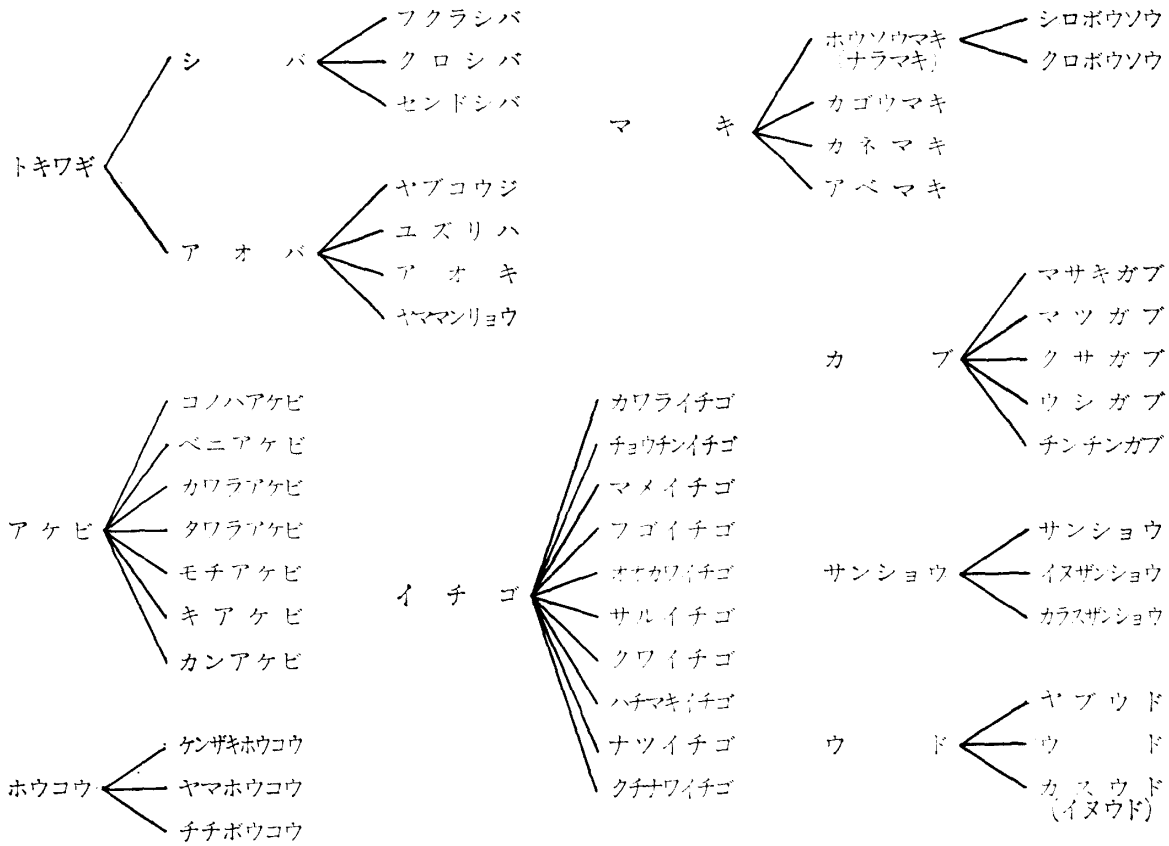 トキワギ
シバ
フクラシバ
クロシバ
センドシバ
アオバ
ヤブコウジ
ユズリハ
アオキ
ヤママンリョウ
マキ
ホウソウマキ
(ナラマキ)
シロボウソウ
クロボウソウ
カゴウマキ
カネマキ
アベマキ
カブ
マサキガブ
マツガブ
クサガブ
ウシガブ
チンチンガブ
アケビ
コノハアケビ
ベニアケビ
カワラアケビ
タワラアケビ
モチアケビ
キアケビ
カンアケビ
イチゴ
カワライチゴ
チョウチンイチゴ
マメイチゴ
フゴイチゴ
オオカワイチゴ
サルイチゴ
クワイチゴ
ハチマキイチゴ
ナツイチゴ
クチナワイチゴ
サンショウ
サンショウ
イヌザンショウ
カラスザンショウ
ホウコウ
ケンザキホウコウ
ヤマホウコウ
チチボウコウ
ウド
ヤブウド
ウド
カスウド
(イヌウド)